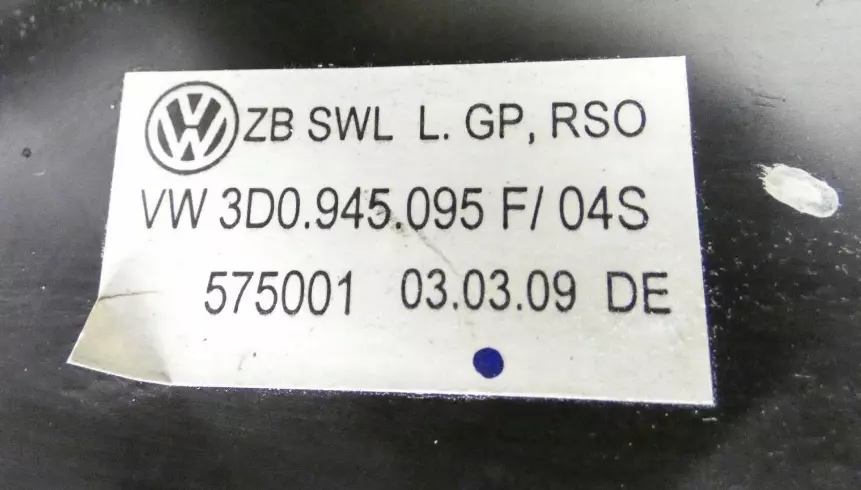 ZB SWL L. GP, RSO
VW 3D0.945.095 F/ 04S
575001 03.03.09 DE